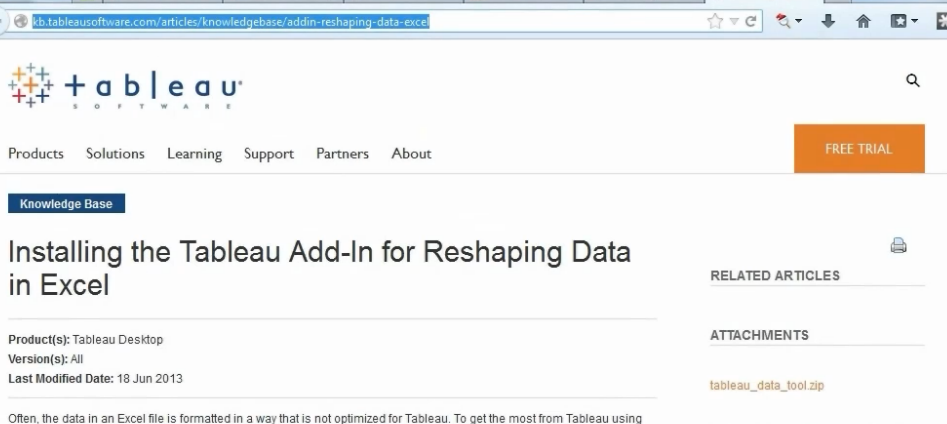 kb.tableausoftware.com/articles/knowledgebase/addin-reshaping-data-excel
+ableau
SOFTWARE
Products Solutions Learning Support Partners About
FREE TRIAL
Knowledge Base
Installing the Tableau Add-In for Reshaping Data
in Excel
RELATED ARTICLES
ATTACHMENTS
Product(s): Tableau Desktop
Version(s): All
Last Modified Date: 18 Jun 2013
tableau_data_tool.zip
Often, the data in an Excel file is formatted in a way that is not optimized for Tableau. To get the most from Tableau using